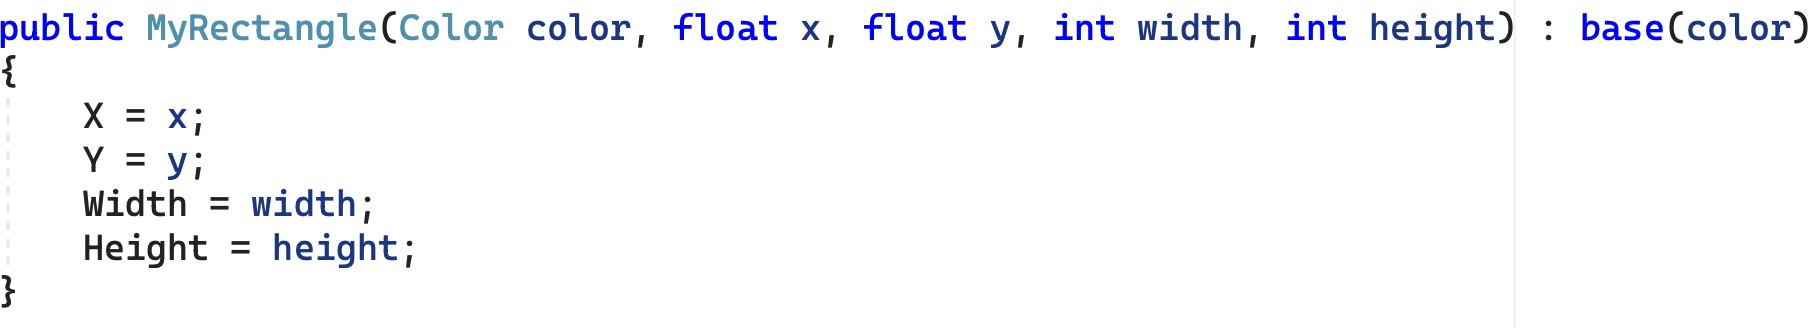 public MyRectangle(Color color, float x, float y, int width, int height) : base(color)
{
    X = x;
    Y = y;
    Width = width;
    Height = height;
}